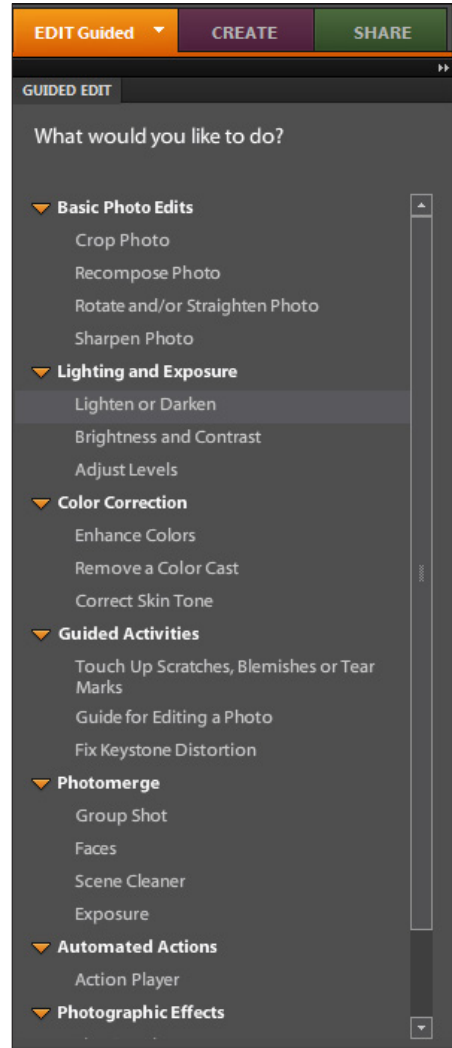 EDIT Guided CREATE SHARE
GUIDED EDIT
What would you like to do?
Basic Photo Edits
Crop Photo
Recompose Photo
Rotate and/or Straighten Photo
Sharpen Photo
Lighting and Exposure
Lighten or Darken
Brightness and Contrast
Adjust Levels
Color Correction
Enhance Colors
Remove a Color Cast
Correct Skin Tone
Guided Activities
Touch Up Scratches, Blemishes or Tear
Marks
Guide for Editing a Photo
Fix Keystone Distortion
Photomerge
Group Shot
Faces
Scene Cleaner
Exposure
Automated Actions
Action Player
Photographic Effects